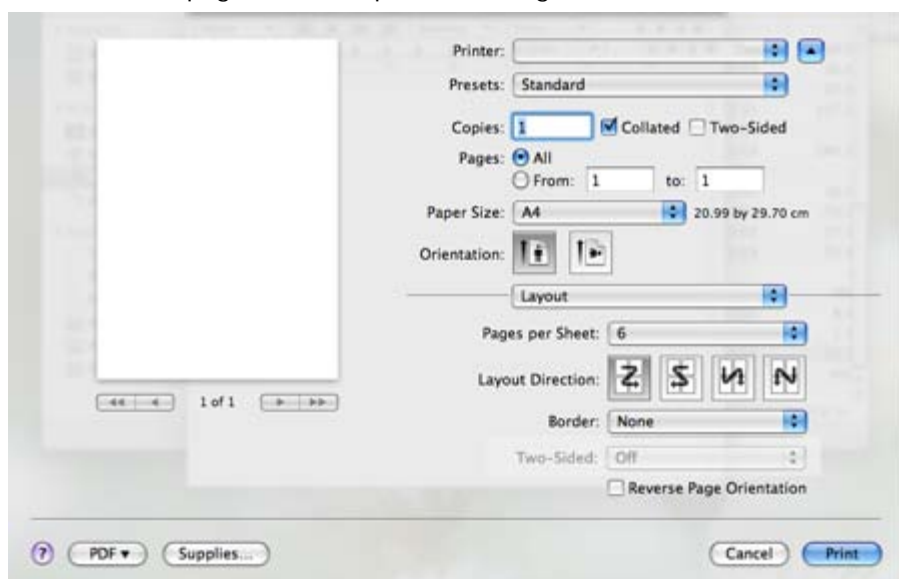 Printer:
Presets: Standard
Copies: 1 Collated Two-Sided
Pages: All
From: 1 to: 1
Paper Size: A4 20.99 by 29.70 cm
Orientation:
Layout
Pages per Sheet: 6
Layout Direction:
1 of 1
Border: None
Two-Sided: Off
Reverse Page Orientation
? PDF Supplies... Cancel Print